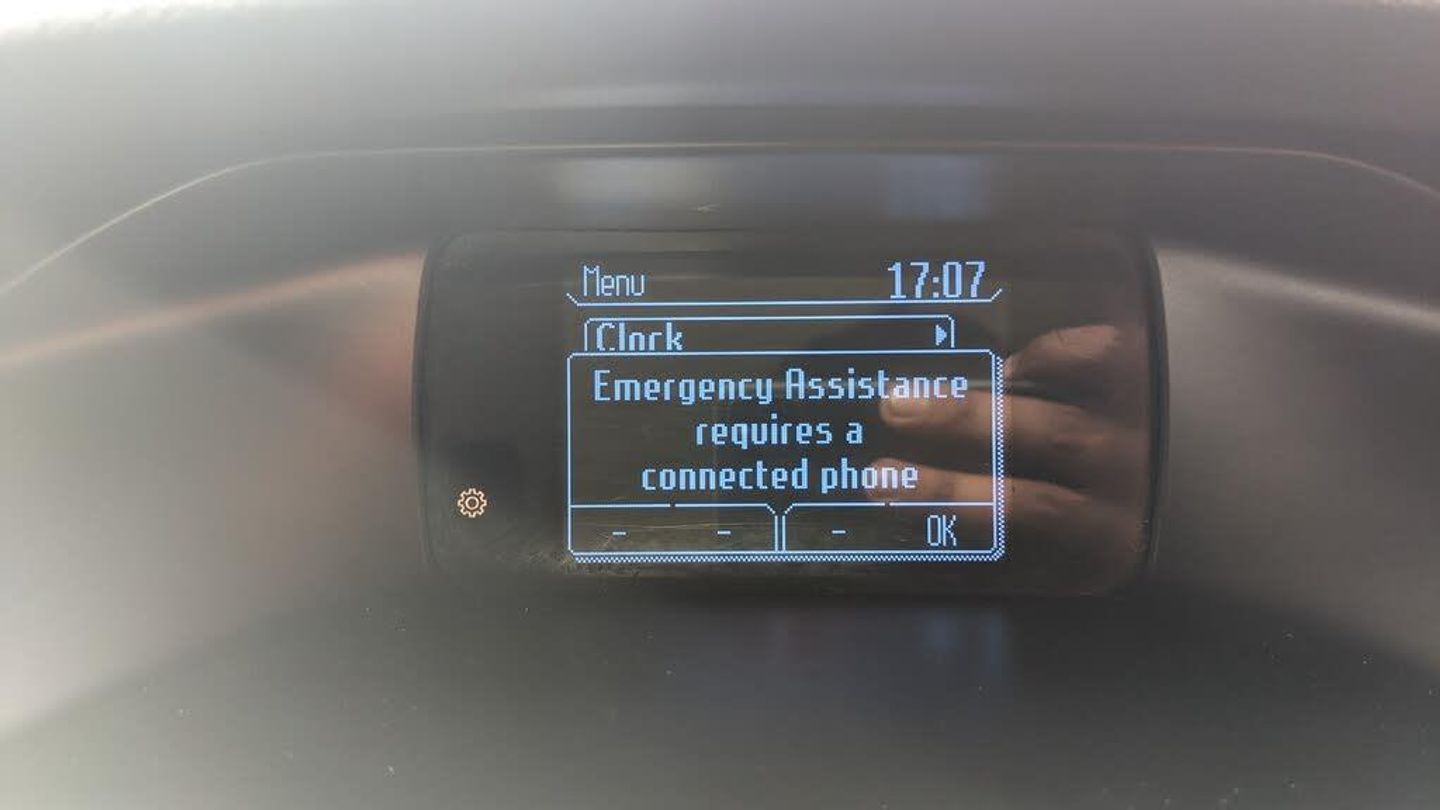 Menu 17:07
Clock
Emergency Assistance
requires a
connected phone
- - - OK